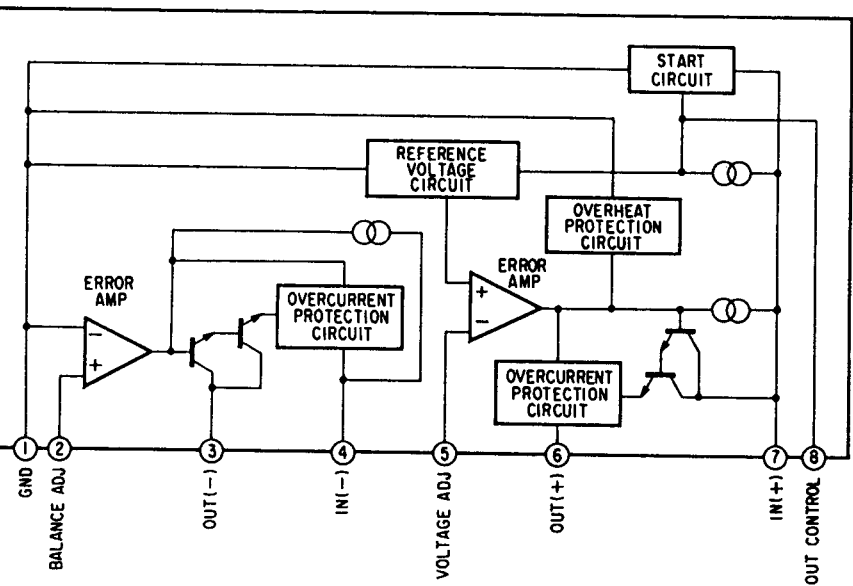 START
CIRCUIT
REFERENCE
VOLTAGE
CIRCUIT
OVERHEAT
PROTECTION
CIRCUIT
ERROR
AMP
ERROR
AMP
OVERCURRENT
PROTECTION
CIRCUIT
OVERCURRENT
PROTECTION
CIRCUIT
−
+
+
−
1
2
3
4
5
6
7
8
GND
BALANCE ADJ
OUT(−)
IN(−)
VOLTAGE ADJ
OUT(+)
IN(+)
OUT CONTROL